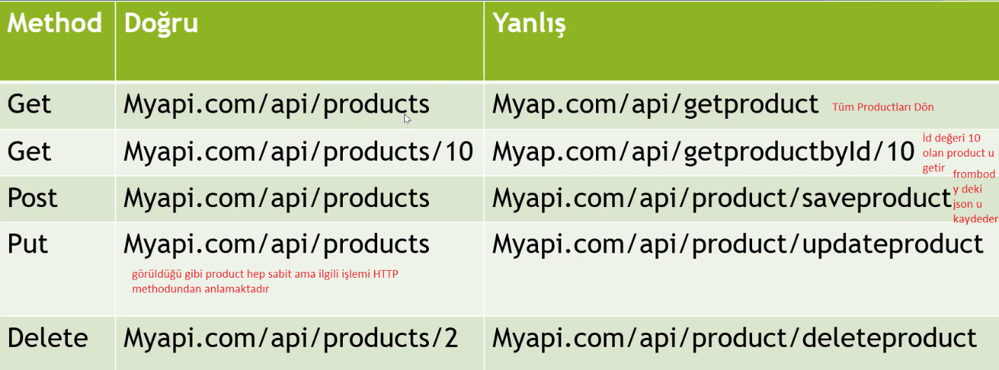 Method Doğru Yanlış
Get Myapi.com/api/products Myap.com/api/getproduct Tüm Productları Dön
Get Myapi.com/api/products/10 Myap.com/api/getproductbyId/10
İd değeri 10
olan product u
getir
Post Myapi.com/api/products Myapi.com/api/product/saveproduct
frombod
y deki
json u
kaydeder
Put Myapi.com/api/products Myapi.com/api/product/updateproduct
görüldüğü gibi product hep sabit ama ilgili işlemi HTTP
methodundan anlamaktadır
Delete Myapi.com/api/products/2 Myapi.com/api/product/deleteproduct